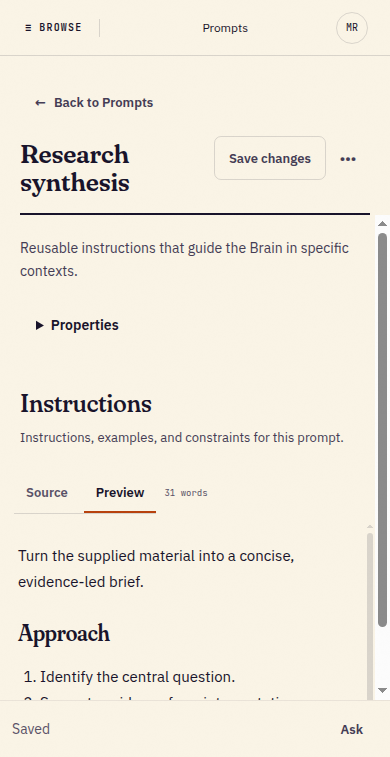 ≡ BROWSE
Prompts
MR
← Back to Prompts
Research
synthesis
Save changes
•••
Reusable instructions that guide the Brain in specific
contexts.
▶ Properties
Instructions
Instructions, examples, and constraints for this prompt.
Source
Preview
31 words
Turn the supplied material into a concise,
evidence-led brief.
Approach
1. Identify the central question.
Saved
Ask